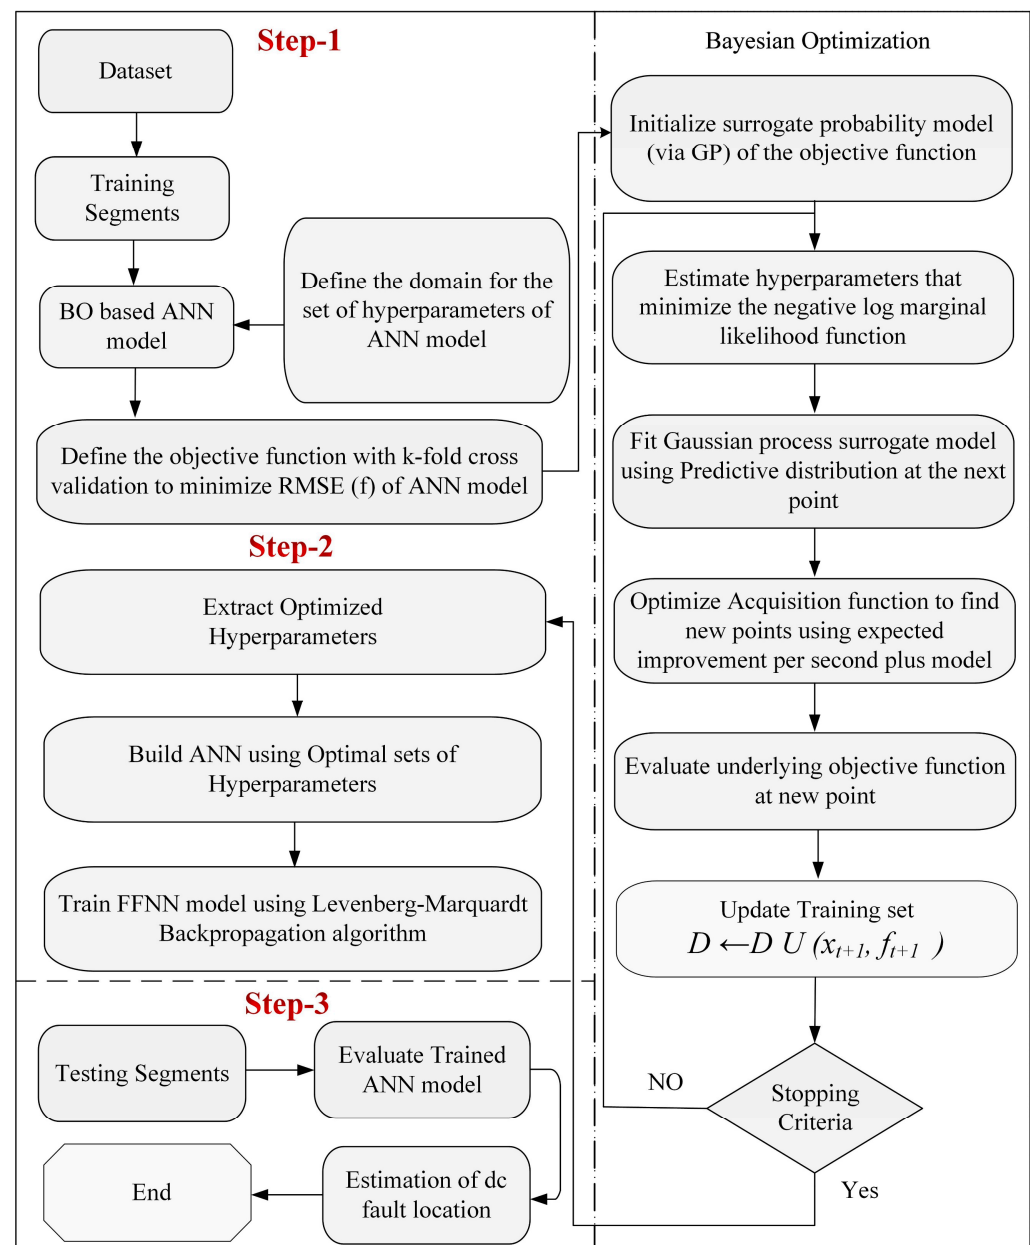 Step-1
Dataset
Training
Segments
BO based ANN
model
Define the domain for the
set of hyperparameters of
ANN model
Define the objective function with k-fold cross
validation to minimize RMSE (f) of ANN model
Step-2
Extract Optimized
Hyperparameters
Build ANN using Optimal sets of
Hyperparameters
Train FFNN model using Levenberg-Marquardt
Backpropagation algorithm
Step-3
Testing Segments
Evaluate Trained
ANN model
Estimation of dc
fault location
End
Bayesian Optimization
Initialize surrogate probability model
(via GP) of the objective function
Estimate hyperparameters that
minimize the negative log marginal
likelihood function
Fit Gaussian process surrogate model
using Predictive distribution at the next
point
Optimize Acquisition function to find
new points using expected
improvement per second plus model
Evaluate underlying objective function
at new point
Update Training set
D ←D U (x_{t+1}, f_{t+1} )
NO
Stopping
Criteria
Yes